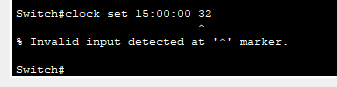 Switch#clock set 15:00:00 32
^
% Invalid input detected at '^' marker.
Switch#